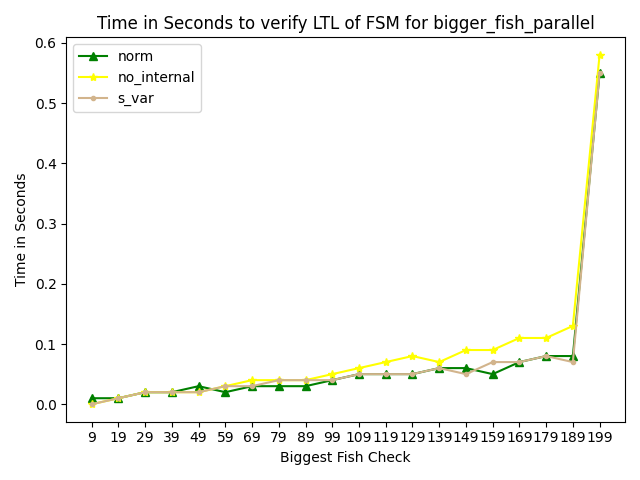 Time in Seconds to verify LTL of FSM for bigger_fish_parallel
norm
no_internal
s_var
0.6
0.5
0.4
0.3
0.2
0.1
0.0
Time in Seconds
9 19 29 39 49 59 69 79 89 99 109 119 129 139 149 159 169 179 189 199
Biggest Fish Check